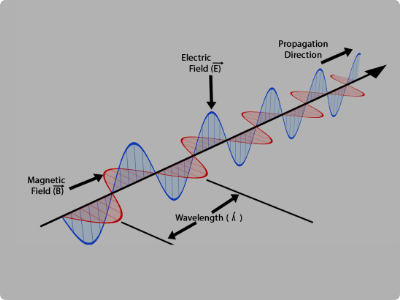 Propagation
Direction
Electric
Field (E)
Magnetic
Field (B)
Wavelength ( λ )